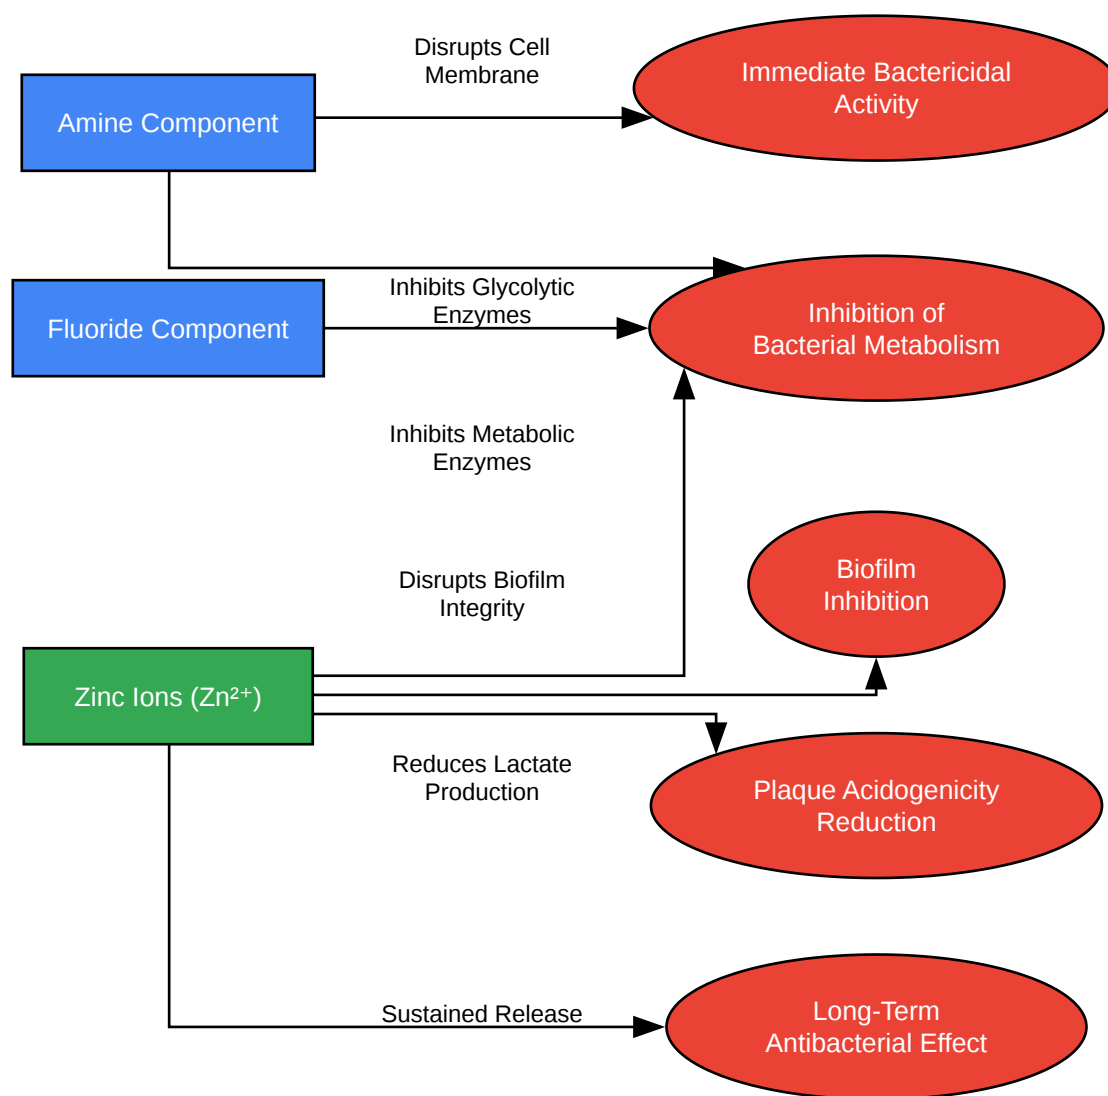 Disrupts Cell
Membrane
Immediate Bactericidal
Activity
Amine Component
Inhibits Glycolytic
Enzymes
Fluoride Component
Inhibition of
Bacterial Metabolism
Inhibits Metabolic
Enzymes
Disrupts Biofilm
Integrity
Biofilm
Inhibition
Zinc Ions (Zn²⁺)
Reduces Lactate
Production
Plaque Acidogenicity
Reduction
Sustained Release
Long-Term
Antibacterial Effect